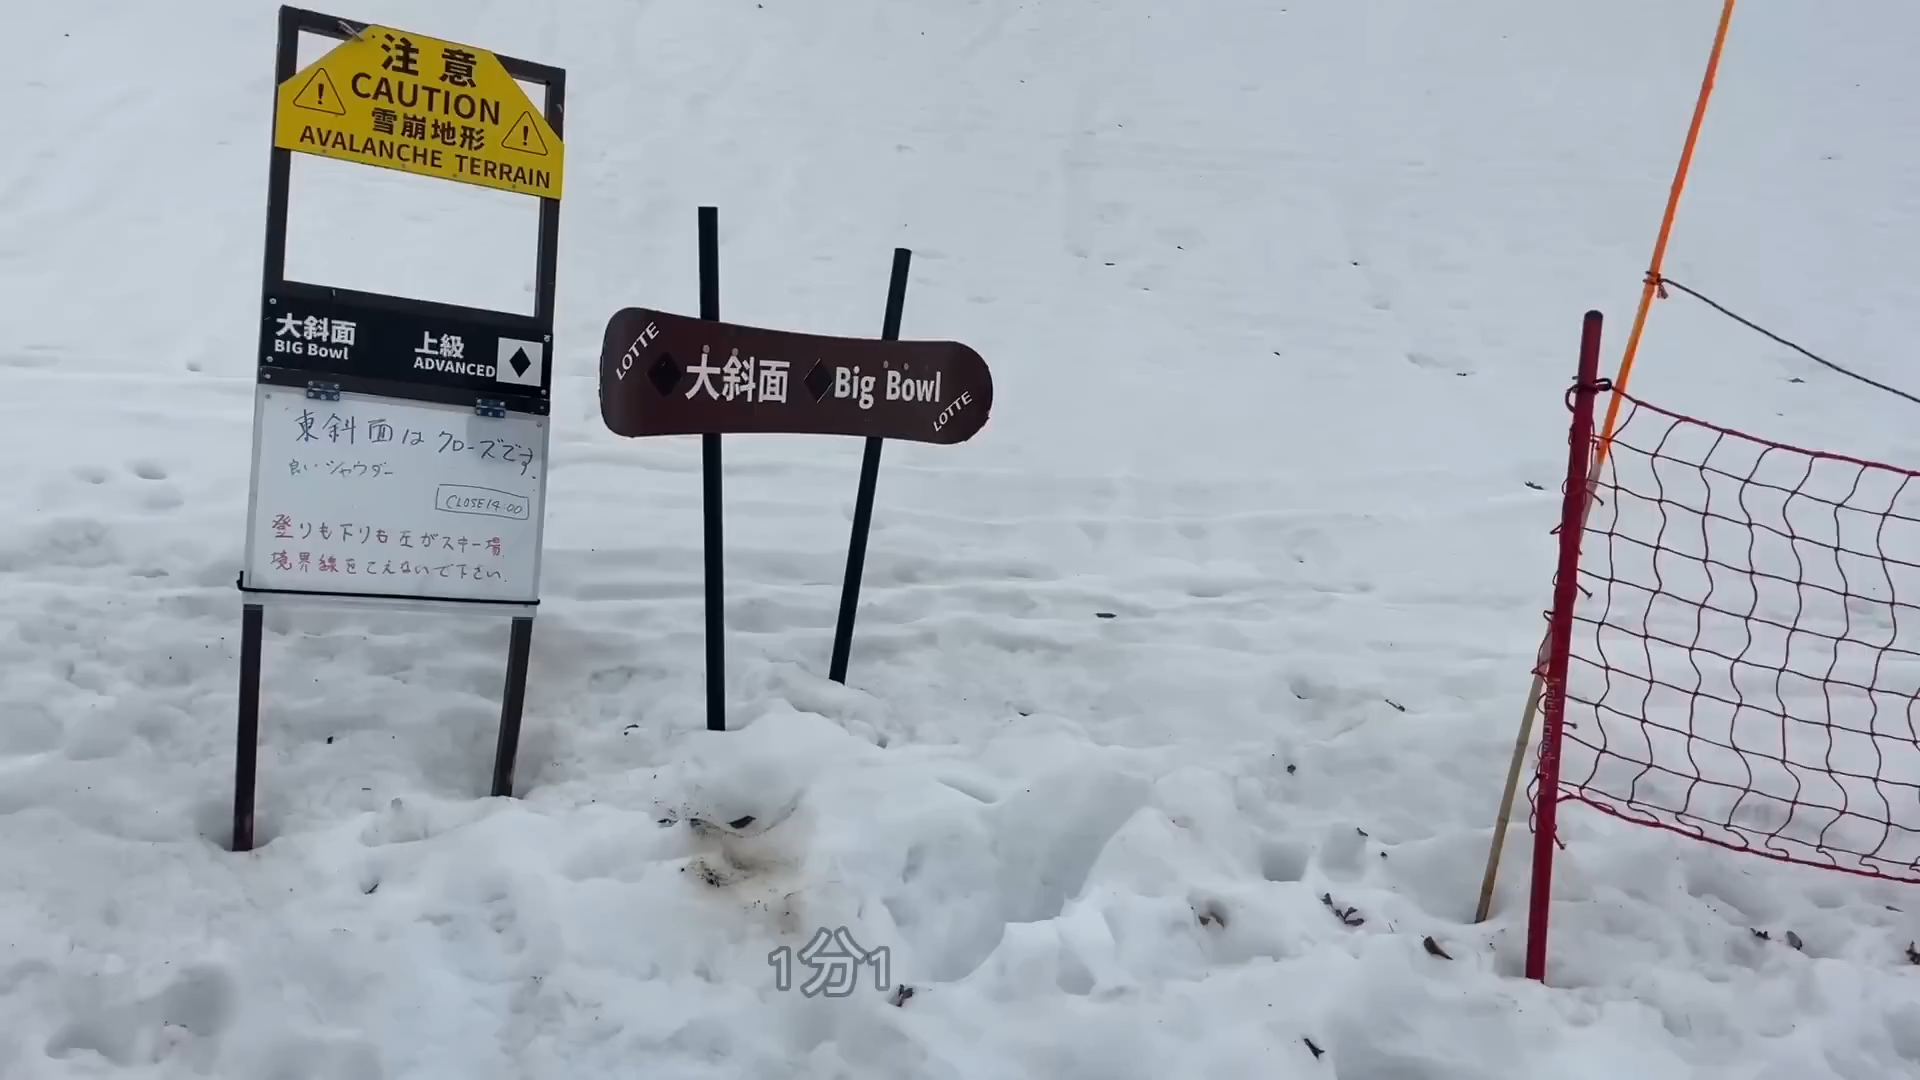 注意
CAUTION
雪崩地形
AVALANCHE TERRAIN
大斜面
BIG Bowl
上級
ADVANCED
東斜面は クローズです.
良いシャウダー
CLOSE 14:00
登りも下りも左がスキー場
境界線をこえないで下さい.
LOTTE
大斜面
Big Bowl
LOTTE
1分1